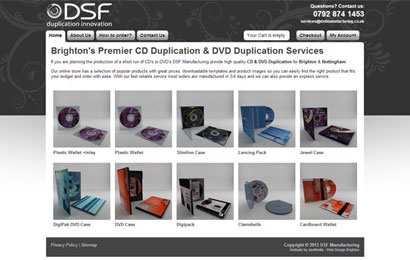 DSF
duplication innovation
Questions? Call us on:
0792 874 1453
services@dsfmanufacturing.co.uk
Home
About Us
How to order?
Contact Us
Your Cart is empty
Checkout
My Account
Brighton's Premier CD Duplication & DVD Duplication Services
If you are planning the production of a short run of CD's or DVD's DSF Manufacturing provide high quality CD & DVD Duplication for Brighton & Nottingham
Our online store has a selection of popular products with great prices, downloadable templates and product images so you can easily find the right product that fits
your budget and order with ease. With our fast reliable service most orders are manufactured in 3/4 days and we can also provide an express service.
Plastic Wallet +Inlay
Plastic Wallet
Slimline Case
Lancing Pack
Jewel Case
DigiPak DVD Case
DVD Case
Digipack
Clamshells
Cardboard Wallet
Privacy Policy | Sitemap
Copyright © 2012 DSF Manufacturing
Web Design Brighton